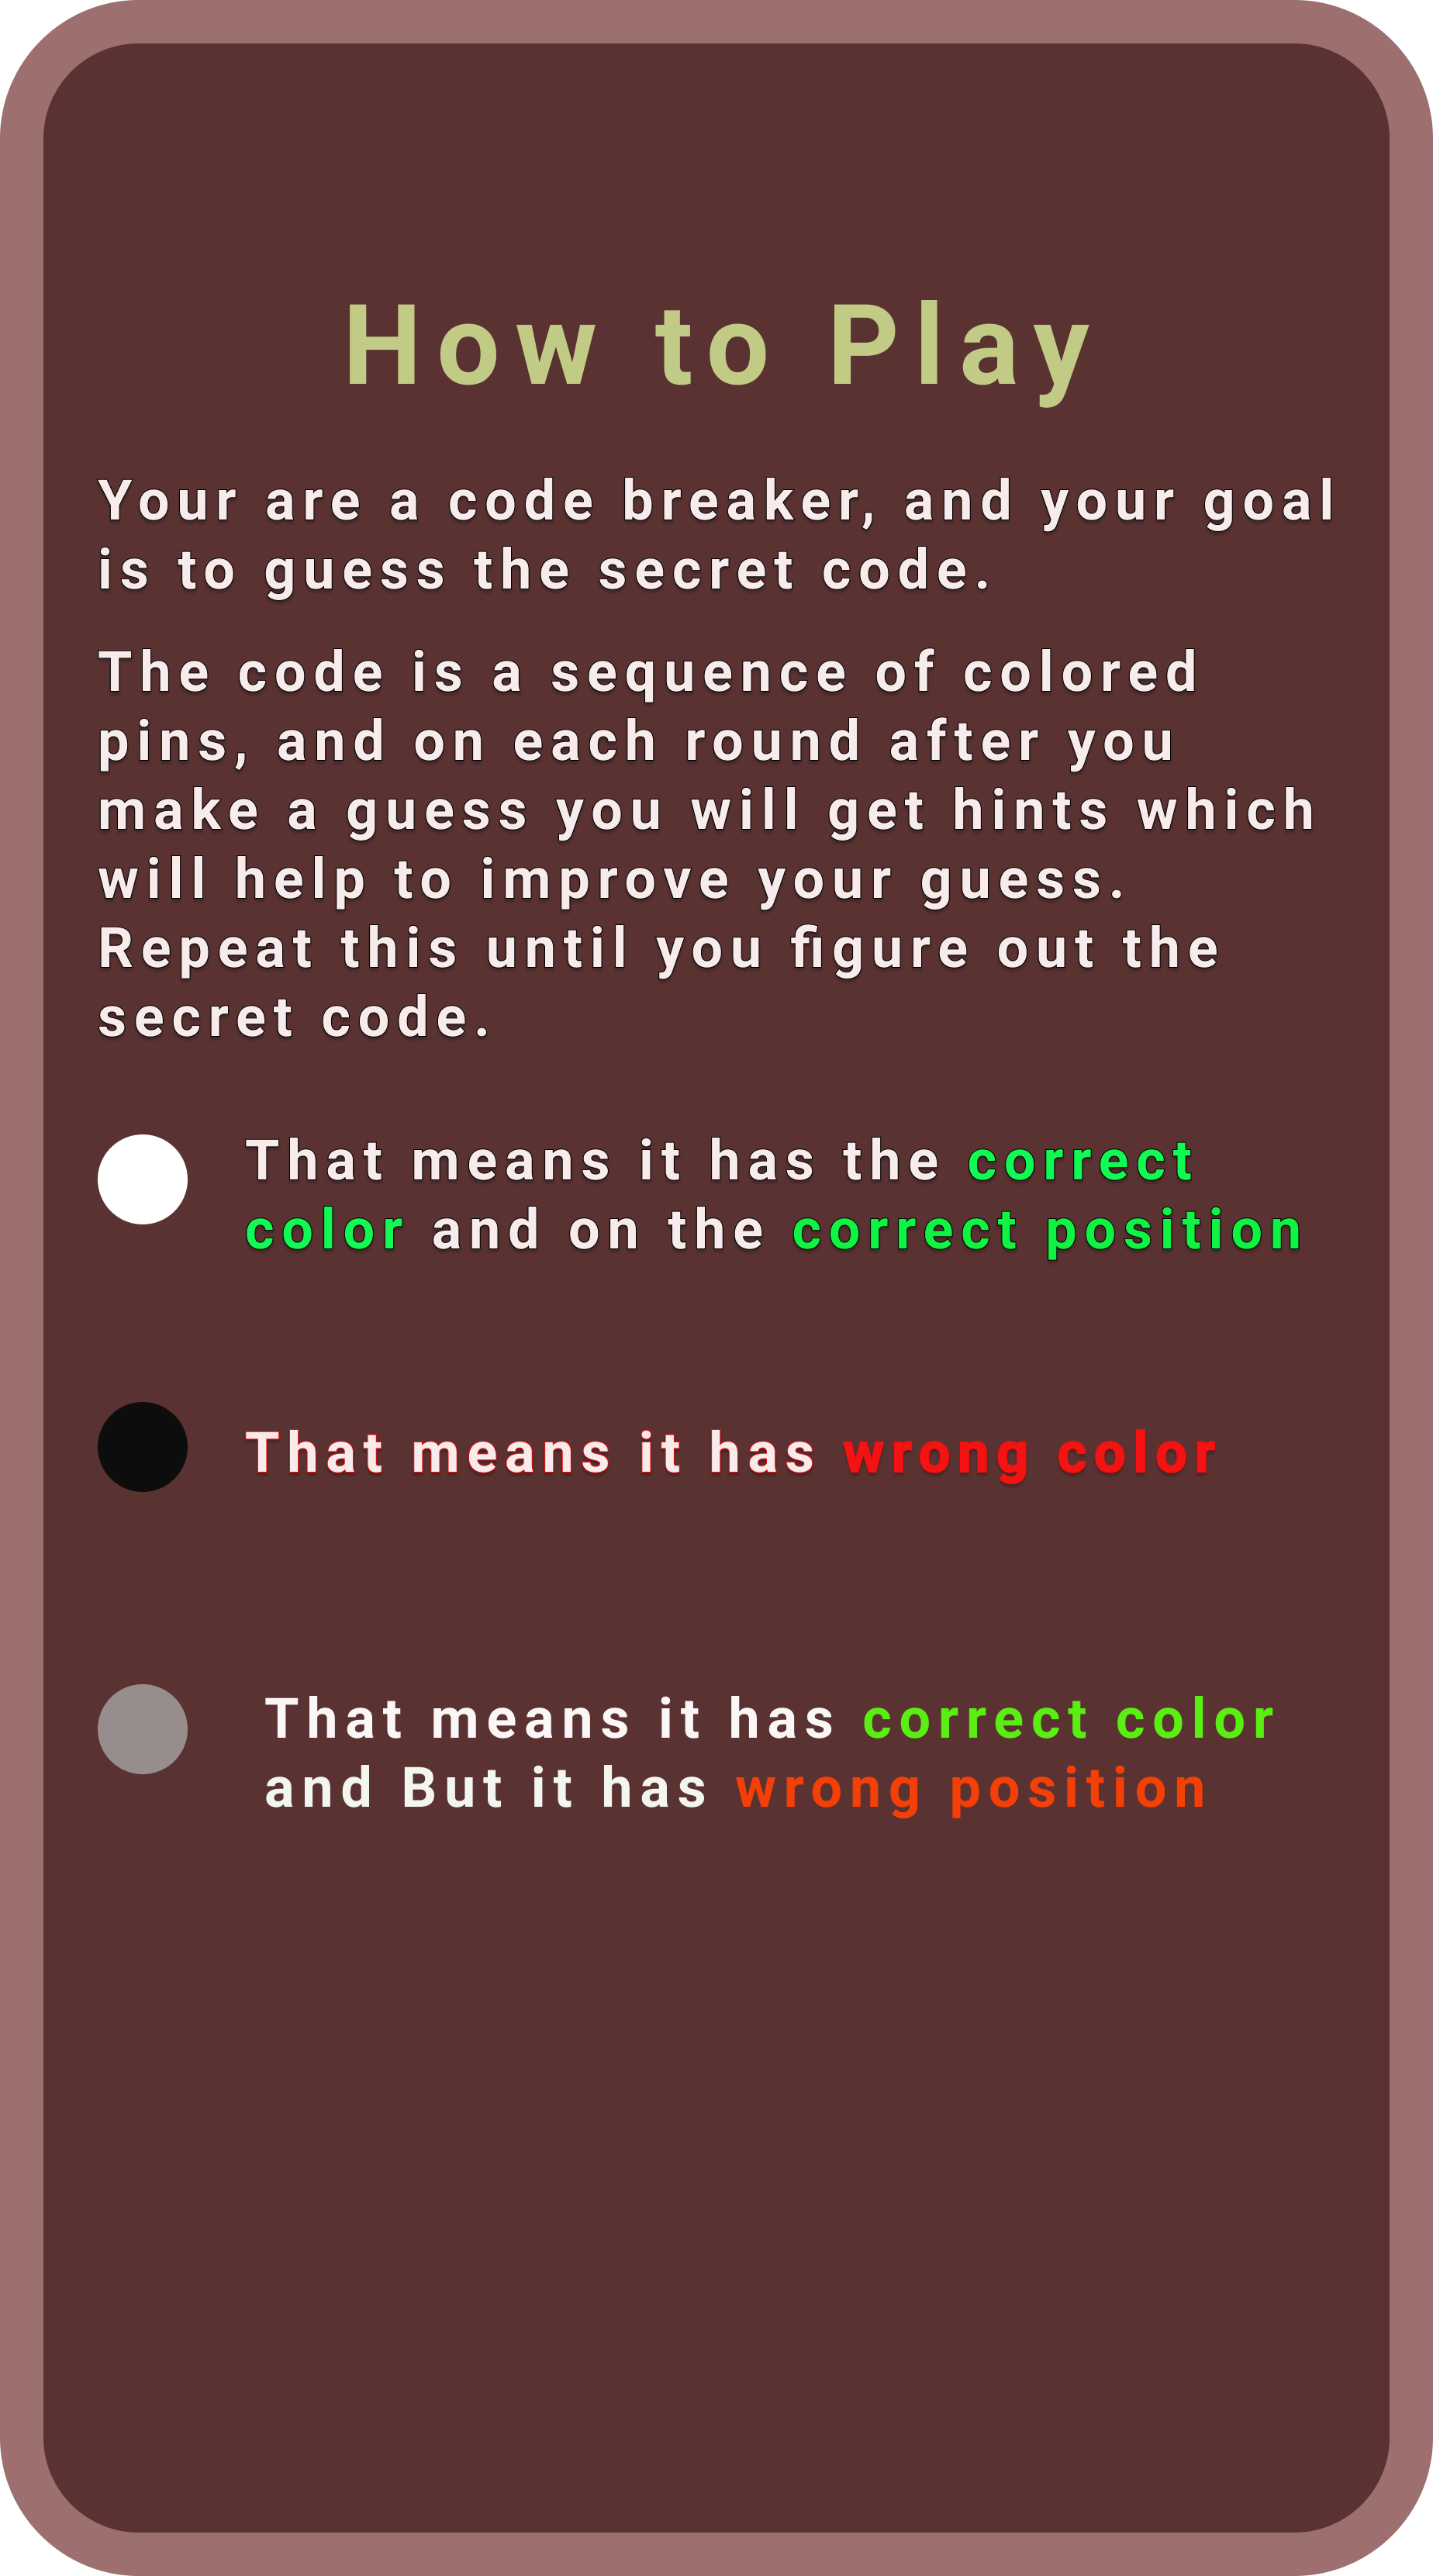 How to Play
Your are a code breaker, and your goal
is to guess the secret code.
The code is a sequence of colored
pins, and on each round after you
make a guess you will get hints which
will help to improve your guess.
Repeat this until you figure out the
secret code.
That means it has the correct
color and on the correct position
That means it has wrong color
That means it has correct color
and But it has wrong position